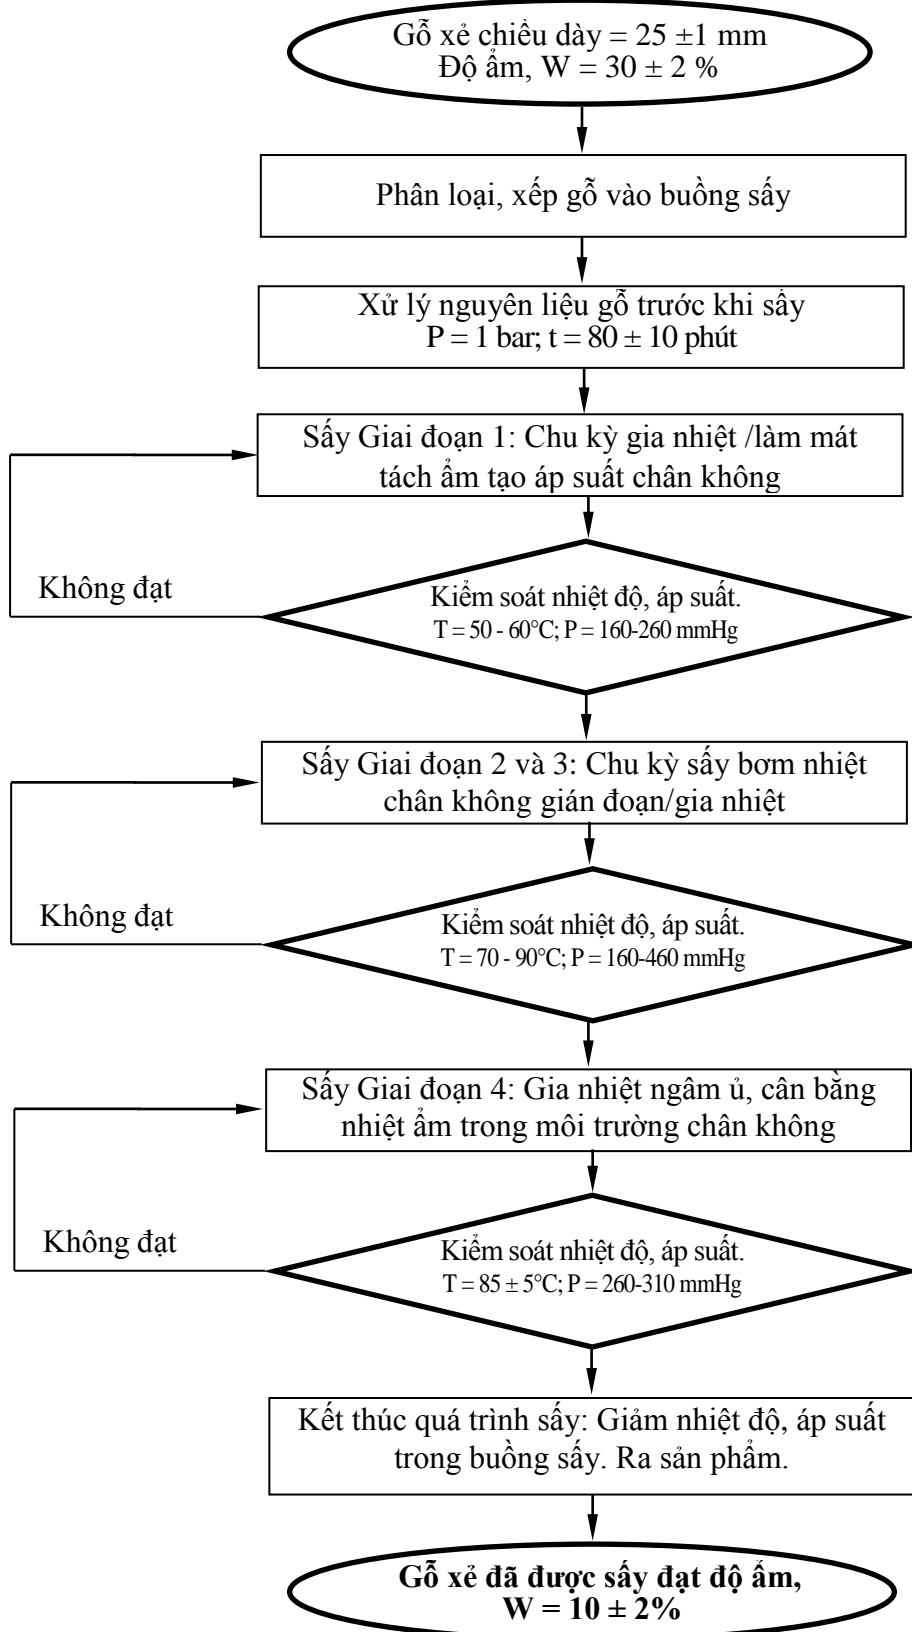 Gỗ xẻ chiều dày = 25 ±1 mm
Độ ẩm, W = 30 ± 2 %
Phân loại, xếp gỗ vào buồng sấy
Xử lý nguyên liệu gỗ trước khi sấy
P = 1 bar; t = 80 ± 10 phút
Sấy Giai đoạn 1: Chu kỳ gia nhiệt /làm mát
tách ẩm tạo áp suất chân không
Không đạt
Kiểm soát nhiệt độ, áp suất.
T = 50 - 60°C; P = 160-260 mmHg
Sấy Giai đoạn 2 và 3: Chu kỳ sấy bơm nhiệt
chân không gián đoạn/gia nhiệt
Không đạt
Kiểm soát nhiệt độ, áp suất.
T = 70 - 90°C; P = 160-460 mmHg
Sấy Giai đoạn 4: Gia nhiệt ngâm ủ, cân bằng
nhiệt ẩm trong môi trường chân không
Không đạt
Kiểm soát nhiệt độ, áp suất.
T = 85 ± 5°C; P = 260-310 mmHg
Kết thúc quá trình sấy: Giảm nhiệt độ, áp suất
trong buồng sấy. Ra sản phẩm.
Gỗ xẻ đã được sấy đạt độ ẩm,
W = 10 ± 2%